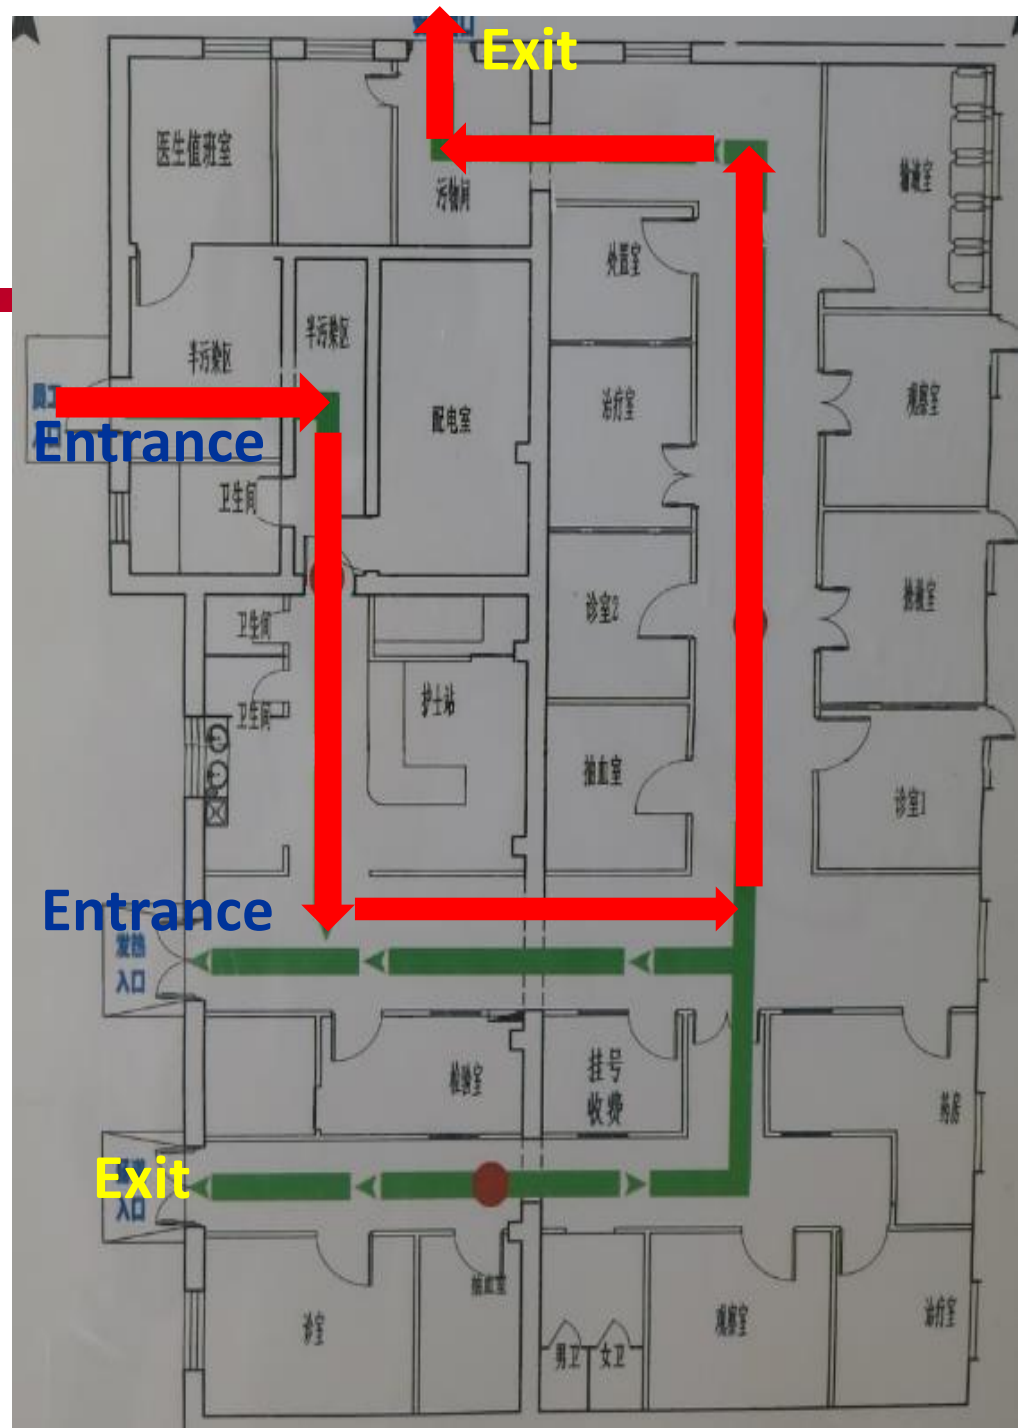 Exit
医生值班室
污物间
输液室
处置室
半污染区
半污染区
治疗室
观察室
员工
Entrance
配电室
卫生间
抢救室
诊室2
卫生间
护士站
卫生间
抽血室
诊室1
Entrance
发热
入口
挂号
收费
检验室
药房
Exit
入口
抽血室
诊室
观察室
治疗室
男卫
女卫